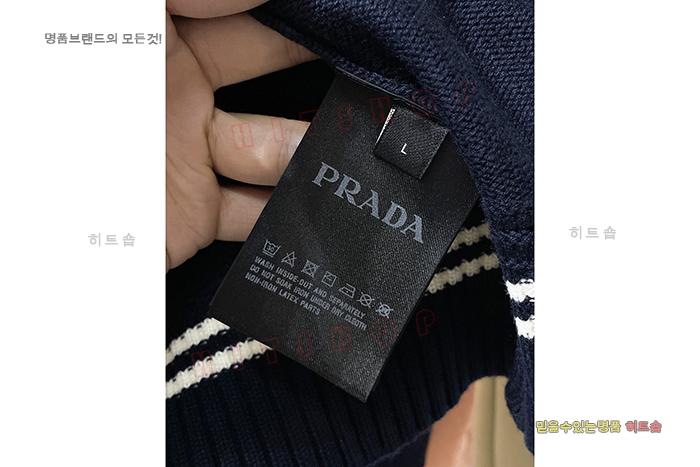 명품브랜드의 모든것!
HITSHOP
L
PRADA
WASH INSIDE-OUT AND SEPARATELY
DO NOT SOAK IRON UNDER DRY CLOTH
NON-IRON LATEX PARTS
히트숍
히트숍
HITSHOP
믿을수있는명품 히트숍